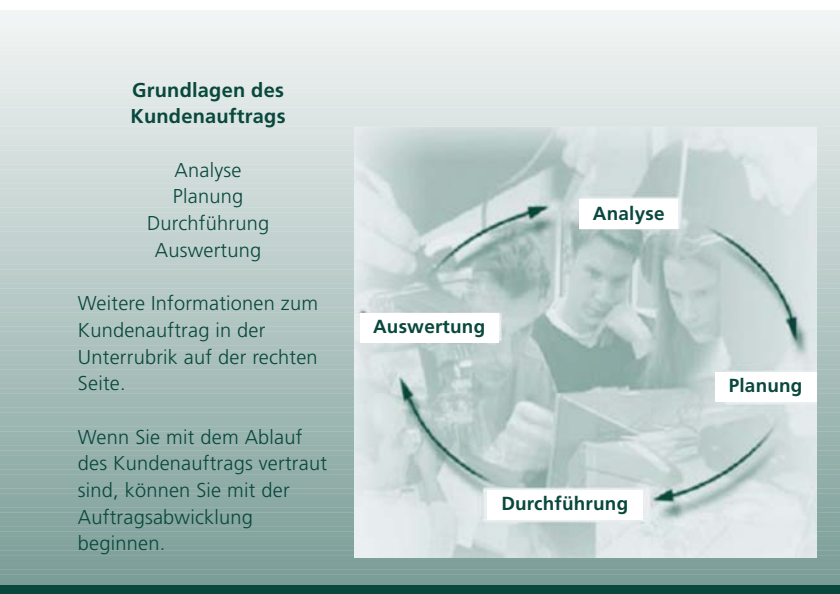 Grundlagen des
Kundenauftrags
Analyse
Planung
Durchführung
Auswertung
Weitere Informationen zum
Kundenauftrag in der
Unterrubrik auf der rechten
Seite.
Wenn Sie mit dem Ablauf
des Kundenauftrags vertraut
sind, können Sie mit der
Auftragsabwicklung
beginnen.
Analyse
Auswertung
Planung
Durchführung